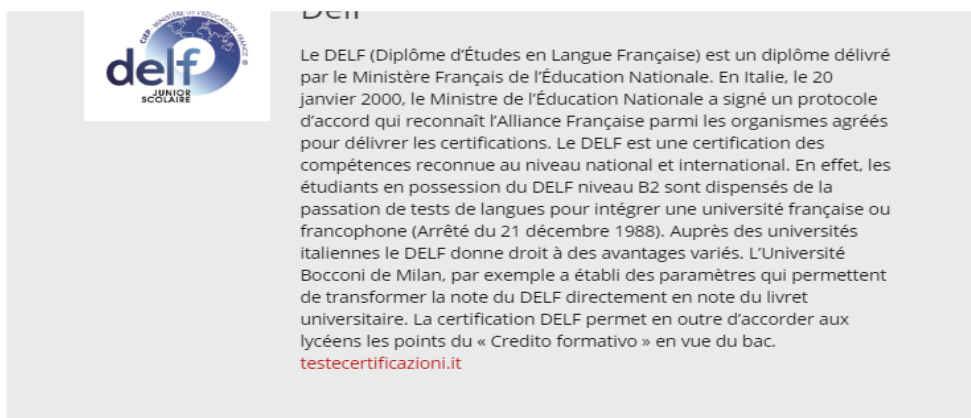 Delf
CIEP MINISTÈRE DE L'ÉDUCATION FRANCE
delf
JUNIOR
SCOLAIRE
Le DELF (Diplôme d’Études en Langue Française) est un diplôme délivré
par le Ministère Français de l’Éducation Nationale. En Italie, le 20
janvier 2000, le Ministre de l’Éducation Nationale a signé un protocole
d’accord qui reconnaît l’Alliance Française parmi les organismes agréés
pour délivrer les certifications. Le DELF est une certification des
compétences reconnue au niveau national et international. En effet, les
étudiants en possession du DELF niveau B2 sont dispensés de la
passation de tests de langues pour intégrer une université française ou
francophone (Arrêté du 21 décembre 1988). Auprès des universités
italiennes le DELF donne droit à des avantages variés. L’Université
Bocconi de Milan, par exemple a établi des paramètres qui permettent
de transformer la note du DELF directement en note du livret
universitaire. La certification DELF permet en outre d’accorder aux
lycéens les points du « Credito formativo » en vue du bac.
testecertificazioni.it